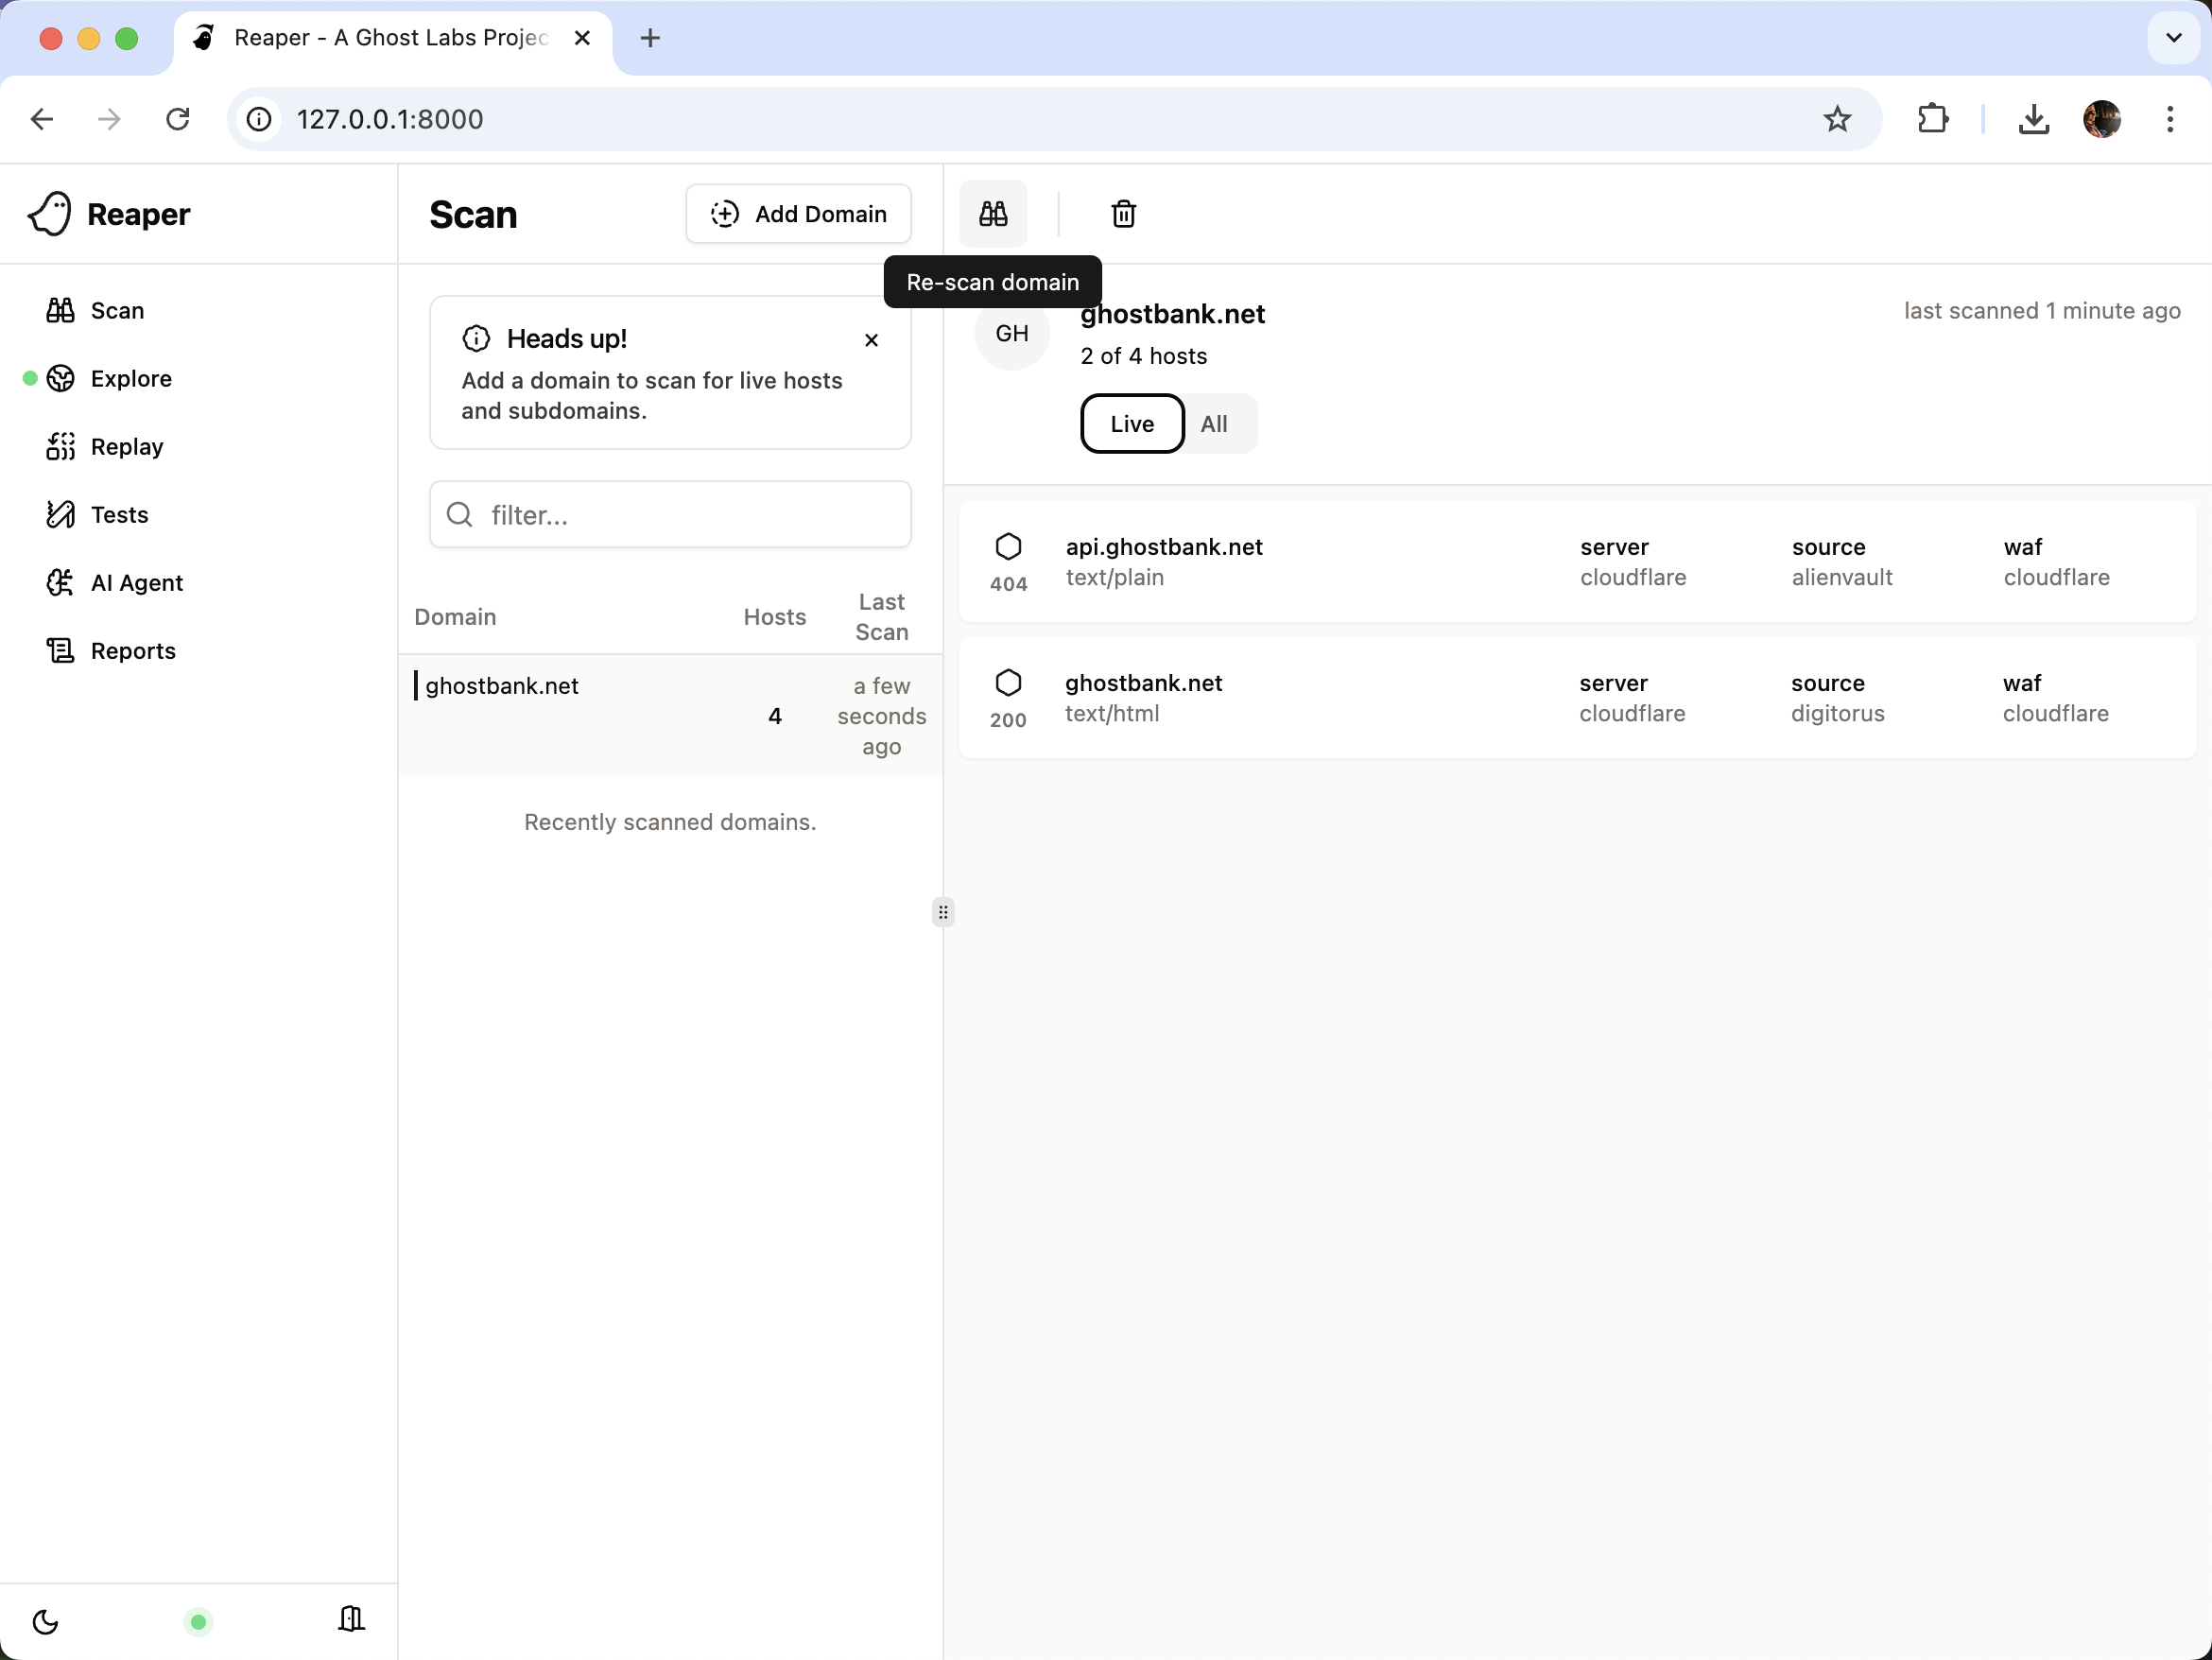 Reaper - A Ghost Labs Projec
127.0.0.1:8000
Reaper
Scan
Explore
Replay
Tests
AI Agent
Reports
Scan
Add Domain
Heads up!
Add a domain to scan for live hosts
and subdomains.
filter...
Domain
Hosts
Last
Scan
ghostbank.net
4
a few
seconds
ago
Recently scanned domains.
Re-scan domain
GH
ghostbank.net
2 of 4 hosts
last scanned 1 minute ago
Live
All
404
api.ghostbank.net
text/plain
server
cloudflare
source
alienvault
waf
cloudflare
200
ghostbank.net
text/html
server
cloudflare
source
digitorus
waf
cloudflare